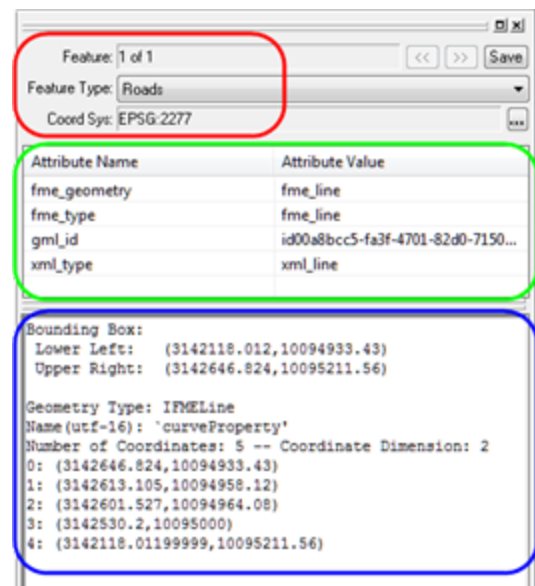 Feature: 1 of 1 << >> Save
Feature Type: Roads
Coord Sys: EPSG:2277 ...
Attribute Name Attribute Value
fme_geometry fme_line
fme_type fme_line
gml_id id00a8bcc5-fa3f-4701-82d0-7150...
xml_type xml_line
Bounding Box:
Lower Left: (3142118.012,10094933.43)
Upper Right: (3142646.824,10095211.56)
Geometry Type: IFMELine
Name(utf-16): `curveProperty'
Number of Coordinates: 5 -- Coordinate Dimension: 2
0: (3142646.824,10094933.43)
1: (3142613.105,10094958.12)
2: (3142601.527,10094964.08)
3: (3142530.2,10095000)
4: (3142118.01199999,10095211.56)